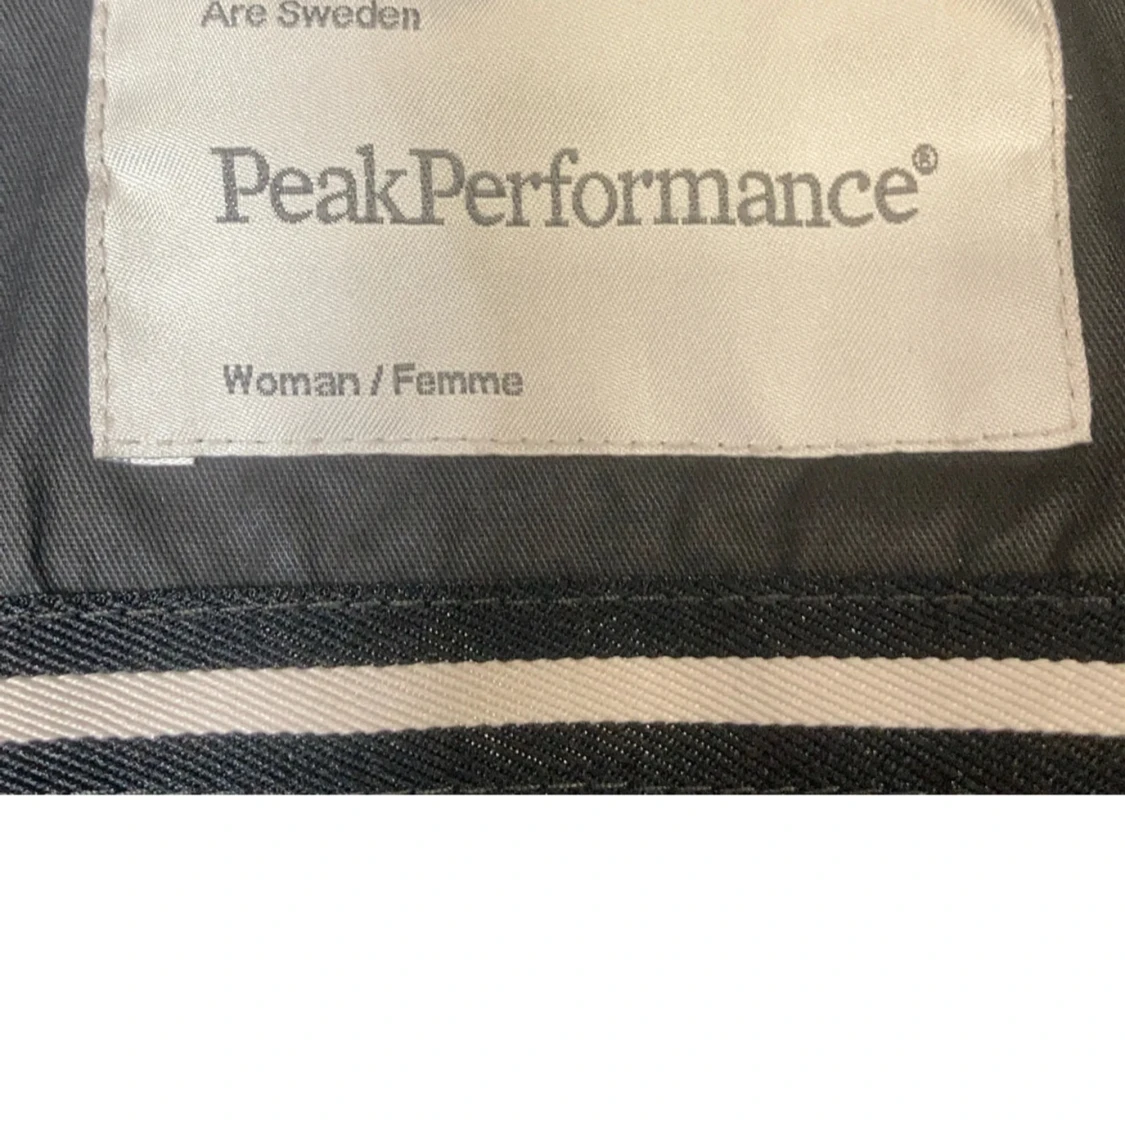 Are Sweden
PeakPerformance®
Woman / Femme